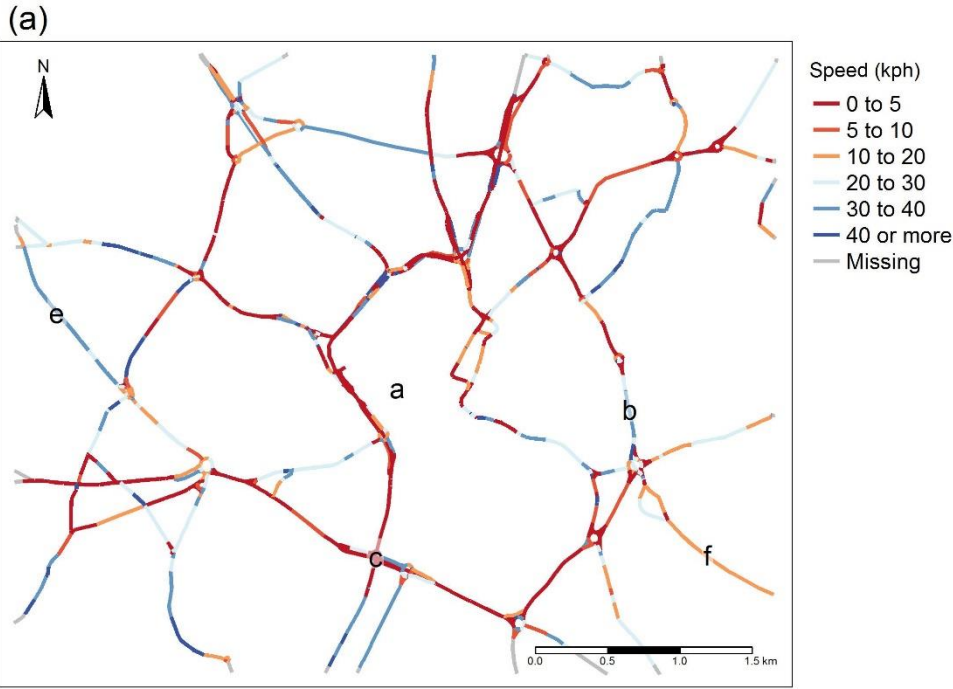 (a)
N
Speed (kph)
0 to 5
5 to 10
10 to 20
20 to 30
30 to 40
40 or more
Missing
e
a
b
c
f
0.0 0.5 1.0 1.5 km